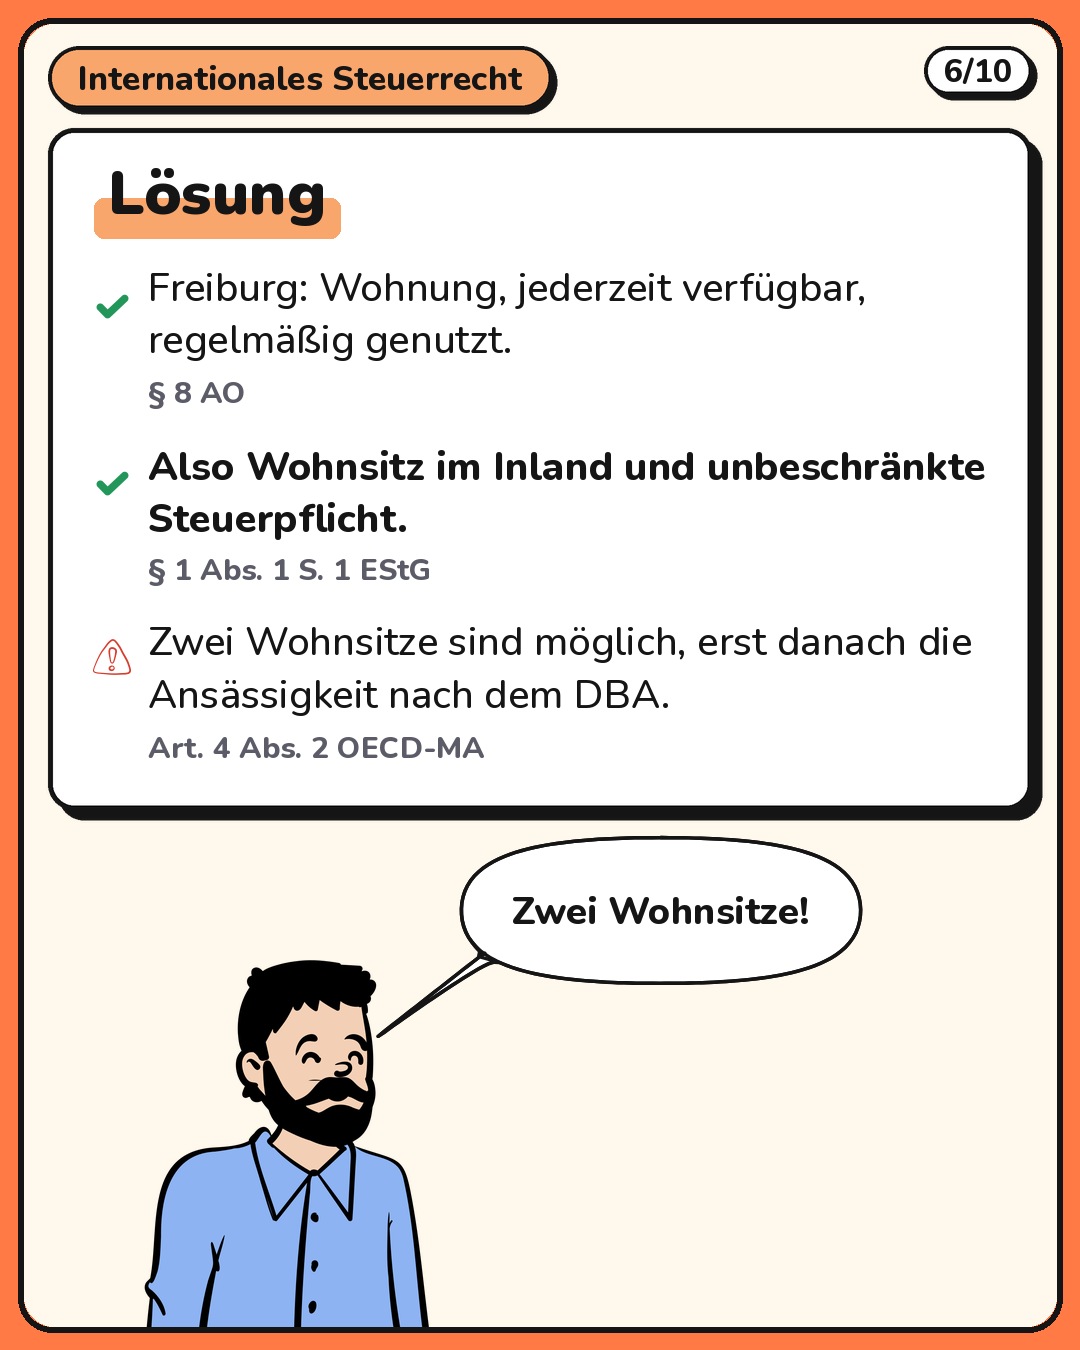 Internationales Steuerrecht
6/10
Lösung
Freiburg: Wohnung, jederzeit verfügbar,
regelmäßig genutzt.
§ 8 AO
Also Wohnsitz im Inland und unbeschränkte
Steuerpflicht.
§ 1 Abs. 1 S. 1 EStG
Zwei Wohnsitze sind möglich, erst danach die
Ansässigkeit nach dem DBA.
Art. 4 Abs. 2 OECD-MA
Zwei Wohnsitze!